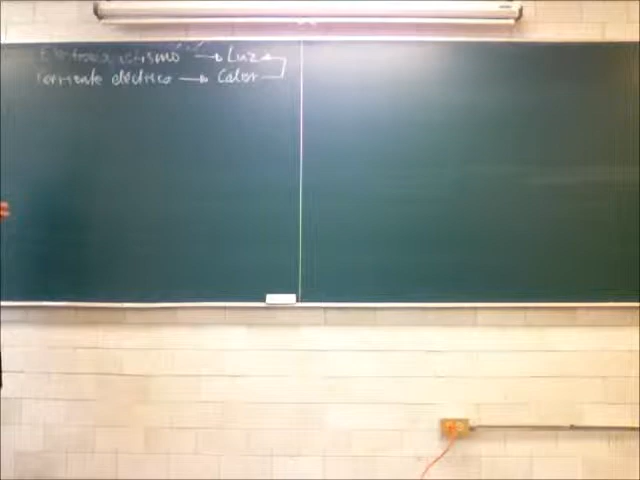 Electromagnetismo → Luz
corriente eléctrica → Calor